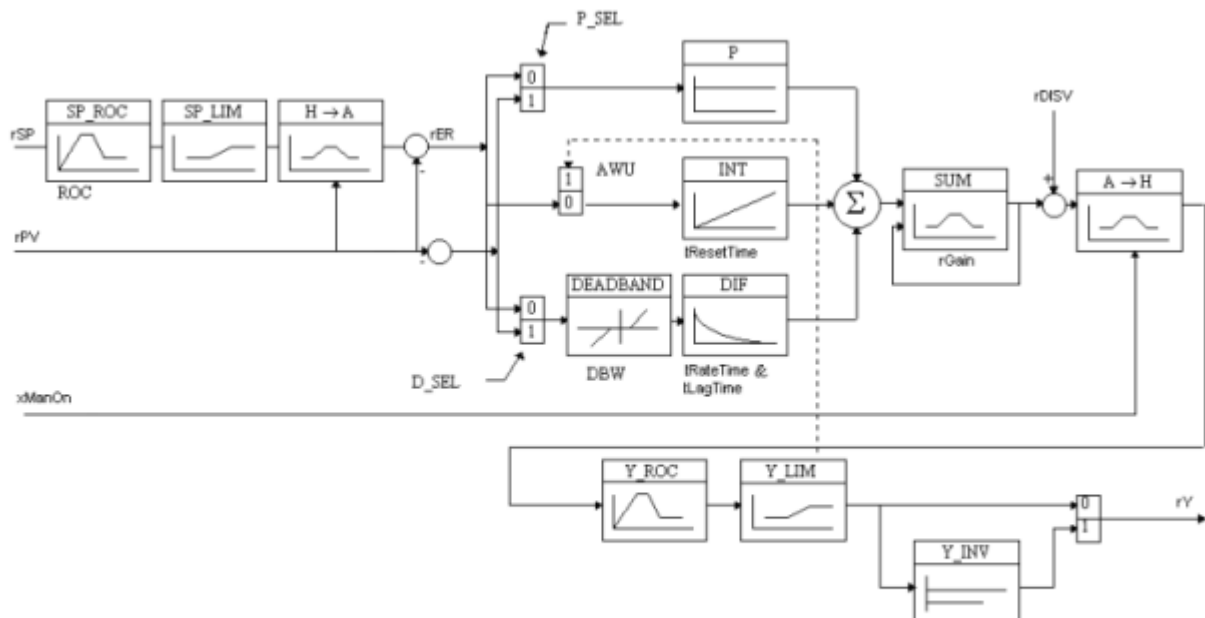 P_SEL
P
0
1
rDISV
SP_ROC
SP_LIM
H → A
rSP
rER
-
ROC
AWU
1
0
INT
Σ
SUM
+
A → H
rPV
-
tResetTime
rGain
DEADBAND
DIF
0
1
D_SEL
DBW
tRateTime &
tLagTime
xManOn
Y_ROC
Y_LIM
0
1
rY
Y_INV